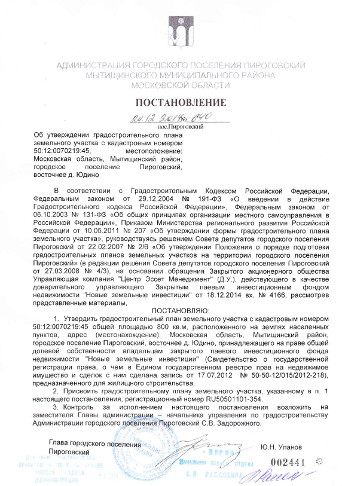 АДМИНИСТРАЦИЯ ГОРОДСКОГО ПОСЕЛЕНИЯ ПИРОГОВСКИЙ
МЫТИЩИНСКОГО МУНИЦИПАЛЬНОГО РАЙОНА
МОСКОВСКОЙ ОБЛАСТИ
ПОСТАНОВЛЕНИЕ
пос.Пироговский
Об утверждении градостроительного плана
земельного участка с кадастровым номером
50:12:0070219:45, местоположение:
Московская область, Мытищинский район,
городское поселение Пироговский,
восточнее д. Юдино
В соответствии с Градостроительным Кодексом Российской Федерации,
Федеральным законом от 29.12.2004 № 191-ФЗ «О введении в действие
Градостроительного кодекса Российской Федерации», Федеральным законом от
06.10.2003 № 131-ФЗ «Об общих принципах организации местного самоуправления в
Российской Федерации», Приказом Министерства регионального развития Российской
Федерации от 10.05.2011 № 207 «Об утверждении формы градостроительного плана
земельного участка», руководствуясь решением Совета депутатов городского поселения
Пироговский от 22.02.2007 № 2/8 «Об утверждении Положения о порядке подготовки
градостроительных планов земельных участков на территории городского поселения
Пироговский» (в редакции решения Совета депутатов городского поселения Пироговский
от 27.03.2008 № 4/3), на основании обращения Закрытого акционерного общества
Управляющая компания "Центр Эссет Менеджмент" (Д.У.), действующего в качестве
доверительного управляющего Закрытым паевым инвестиционным фондом
недвижимости "Новые земельные инвестиции" от 18.12.2014 вх. № 4166, рассмотрев
представленные материалы,
ПОСТАНОВЛЯЮ:
1. Утвердить градостроительный план земельного участка с кадастровым номером
50:12:0070219:45 общей площадью 800 кв.м, расположенного на землях населенных
пунктов, адрес (местонахождение): Московская область, Мытищинский район,
городское поселение Пироговский, восточнее д. Юдино, принадлежащего на праве общей
долевой собственности владельцам закрытого паевого инвестиционного фонда
недвижимости "Новые земельные инвестиции" (Свидетельство о государственной
регистрации права, о чем в Едином государственном реестре прав на недвижимое
имущество и сделок с ним сделана запись от 17.07.2012 № 50-50-12/015/2012-218),
предназначенного для жилищного строительства.
2. Присвоить градостроительному плану земельного участка, указанному в п. 1
настоящего постановления, регистрационный номер RU50501101-354.
3. Контроль за исполнением настоящего постановления возложить на
заместителя Главы администрации – начальника управления по градостроительству
Администрации городского поселения Пироговский С.В. Задорожного.
Глава городского поселения
Пироговский
Ю.Н. Упанов
002441